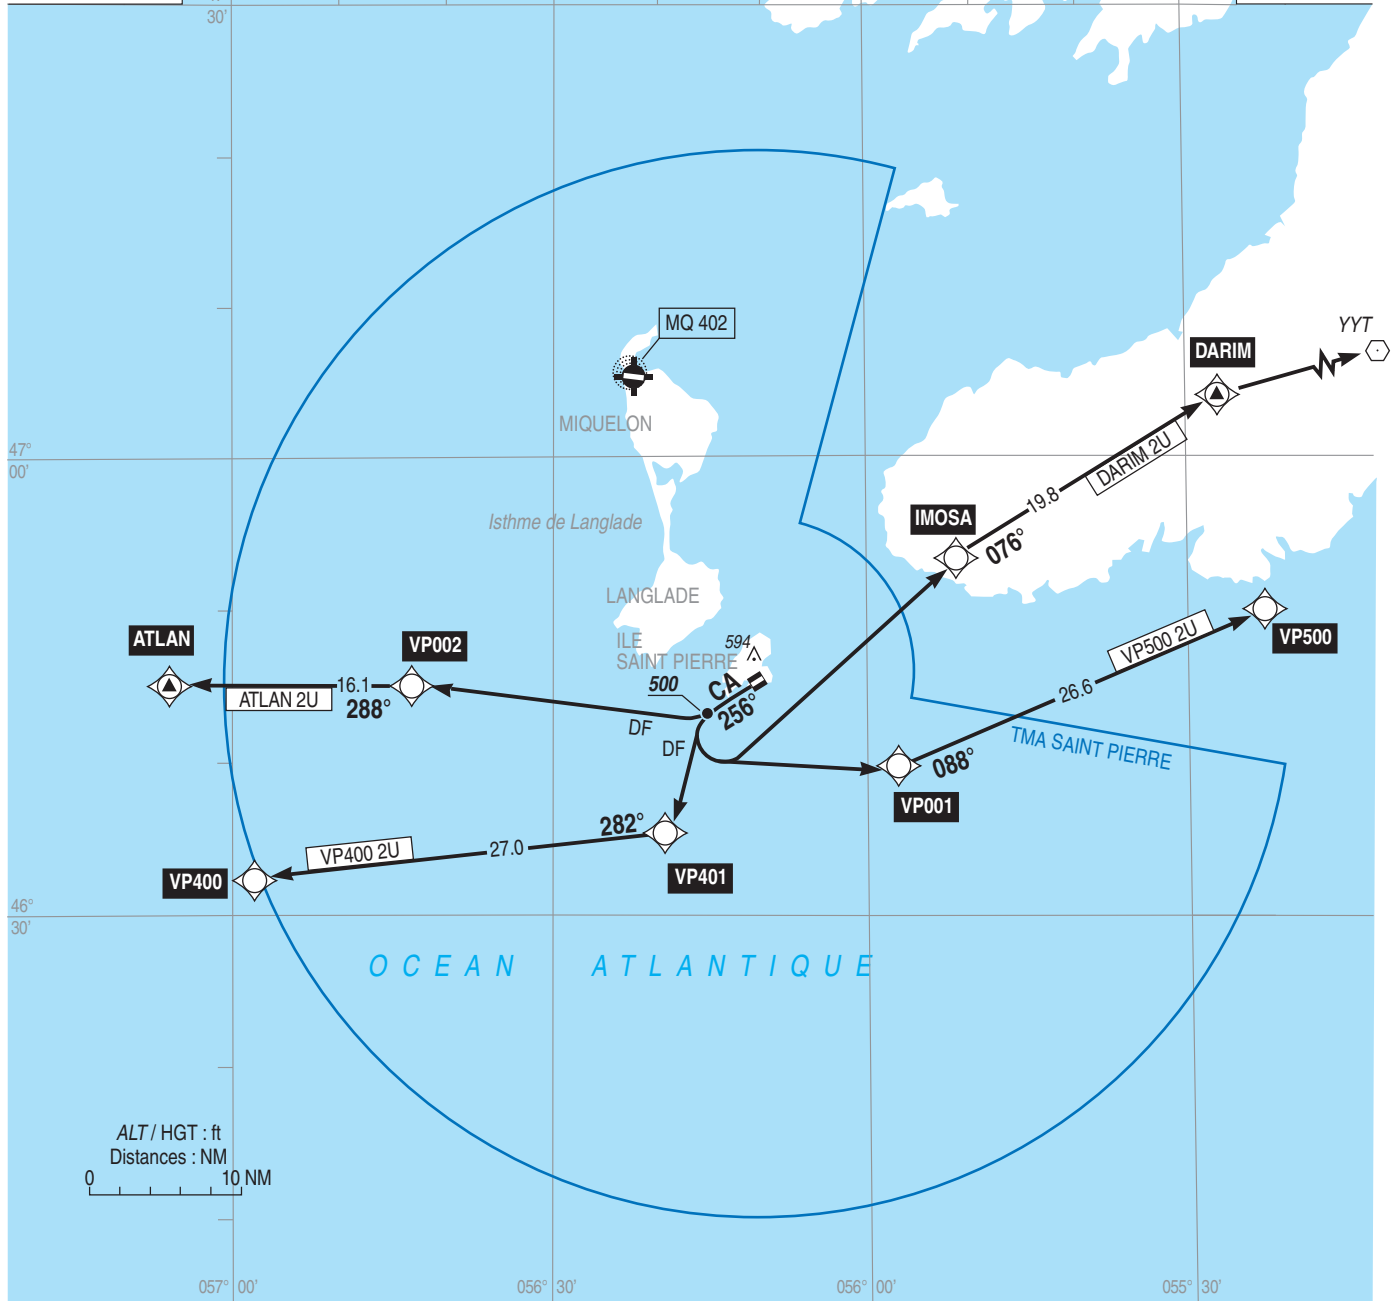 30'
MQ 402
YYT
DARIM
MIQUELON
47°
00'
DARIM 2U
19.8
IMOSA
076°
Isthme de Langlade
LANGLADE
ATLAN
VP002
ILE
SAINT PIERRE
594
VP500 2U
VP500
16.1
ATLAN 2U
288°
500
CA
256°
26.6
DF
DF
TMA SAINT PIERRE
088°
VP001
282°
VP400 2U
27.0
VP400
VP401
46°
30'
OCEAN ATLANTIQUE
ALT / HGT : ft
Distances : NM
0 10 NM
057° 00'
056° 30'
056° 00'
055° 30'